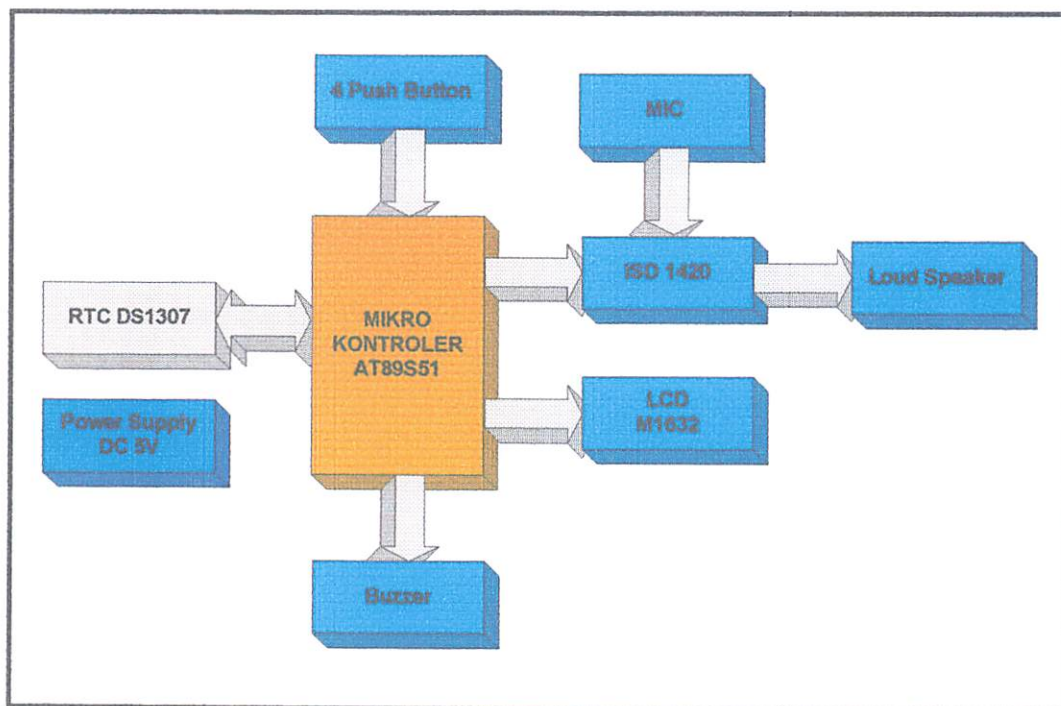 4 Push Button
MIC
ISD 1420
Loud Speaker
RTC DS1307
MIKRO
KONTROLER
AT89S51
LCD
M1632
Power Supply
DC 5V
Buzzer